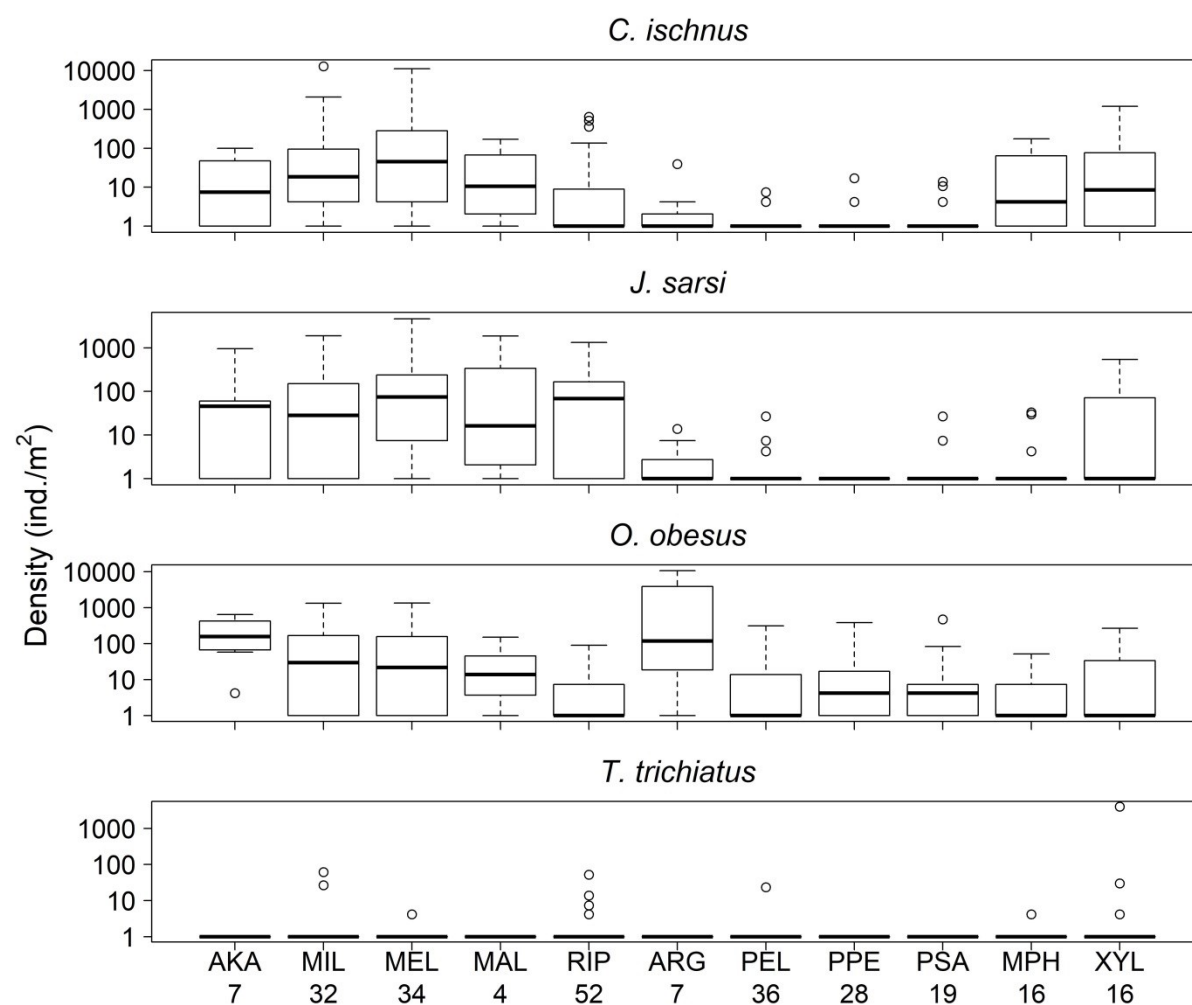 C. ischnus
10000
1000
100
10
1
J. sarsi
1000
100
10
1
Density (ind./m²)
O. obesus
10000
1000
100
10
1
T. trichiatus
1000
100
10
1
AKA MIL MEL MAL RIP ARG PEL PPE PSA MPH XYL
7 32 34 4 52 7 36 28 19 16 16